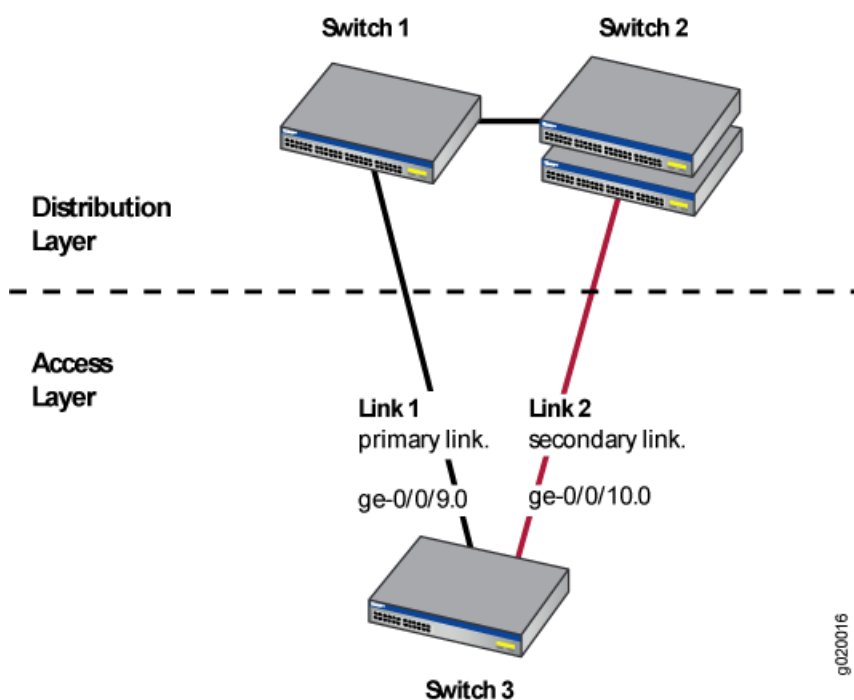 Switch 1
Switch 2
Distribution
Layer
Access
Layer
Link 1
primary link.
Link 2
secondary link.
ge-0/0/9.0
ge-0/0/10.0
Switch 3
g020016